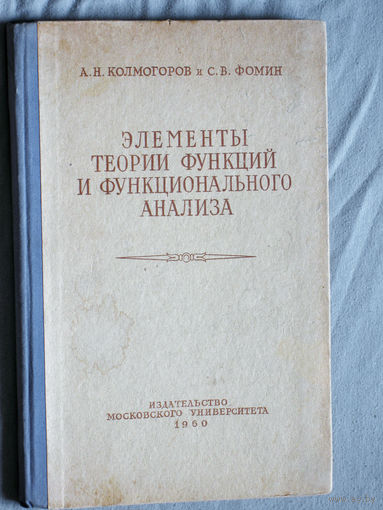 А.Н. КОЛМОГОРОВ и С.В. ФОМИН
ЭЛЕМЕНТЫ
ТЕОРИИ ФУНКЦИЙ
И ФУНКЦИОНАЛЬНОГО
АНАЛИЗА
ИЗДАТЕЛЬСТВО
МОСКОВСКОГО УНИВЕРСИТЕТА
1960